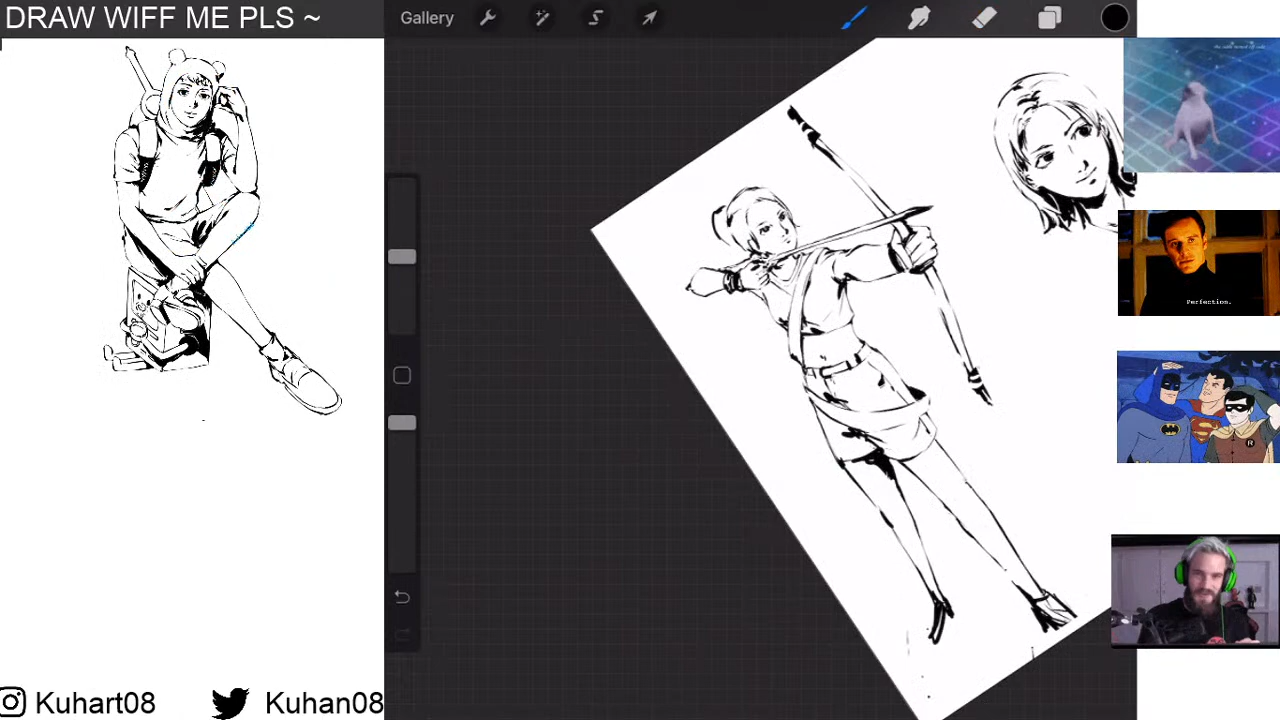 DRAW WIFF ME PLS ~
Gallery
Perfection.
R
Kuhart08
Kuhan08